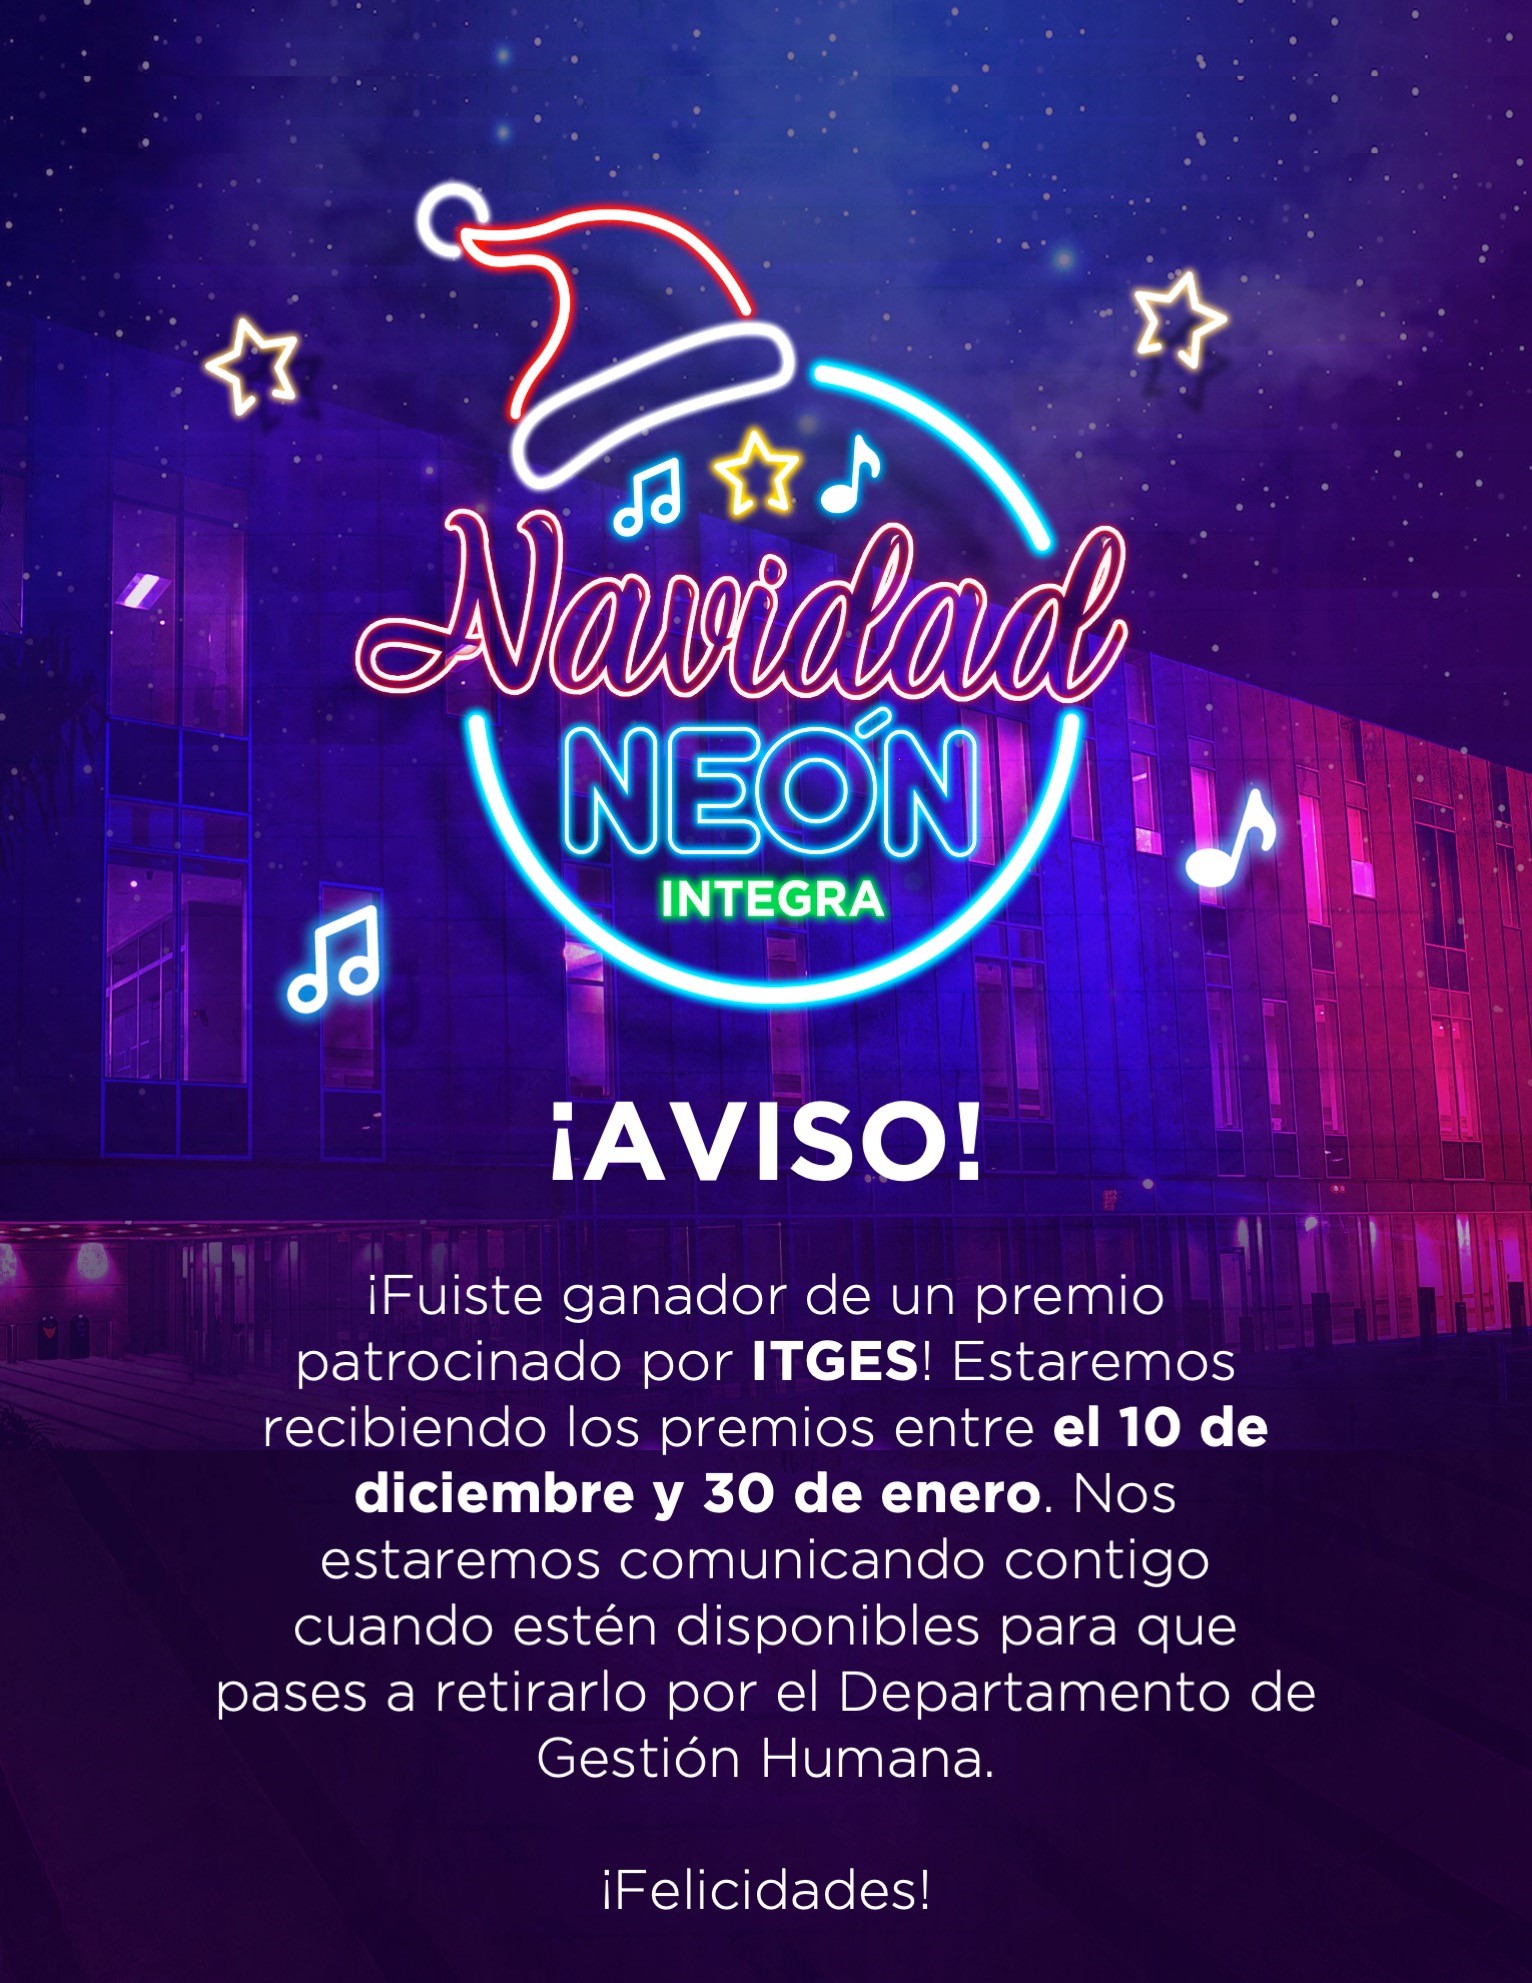 Navidad
NEÓN
INTEGRA
¡AVISO!
¡Fuiste ganador de un premio
patrocinado por ITGES! Estaremos
recibiendo los premios entre el 10 de
diciembre y 30 de enero. Nos
estaremos comunicando contigo
cuando estén disponibles para que
pases a retirarlo por el Departamento de
Gestión Humana.
¡Felicidades!